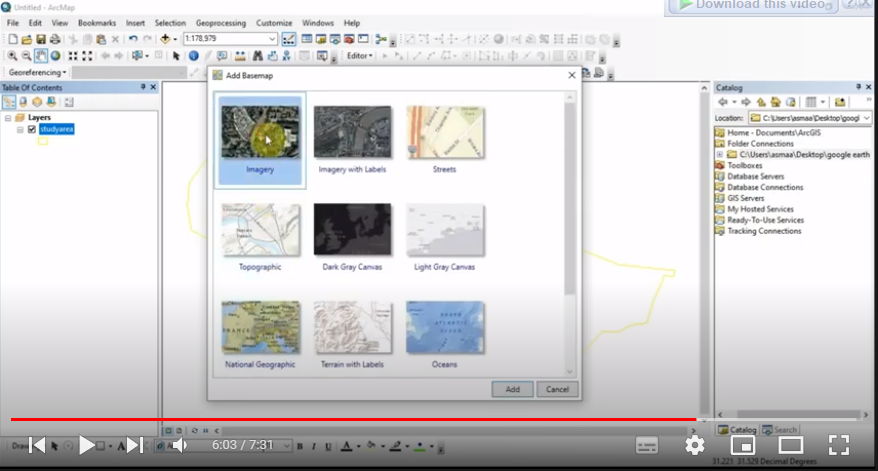 Untitled - ArcMap
Download this video
File Edit View Bookmarks Insert Selection Geoprocessing Customize Windows Help
1:178,979
Editor
Georeferencing
Table Of Contents
Layers
studyarea
Add Basemap
Imagery
Imagery with Labels
Streets
Topographic
Dark Gray Canvas
Light Gray Canvas
FRANCE
SOUTH
ATLANTIC
OCEAN
National Geographic
Terrain with Labels
Oceans
Add
Cancel
Catalog
Location: C:\Users\asmaa\Desktop\googl
Home - Documents\ArcGIS
Folder Connections
C:\Users\asmaa\Desktop\google earth
Toolboxes
Database Servers
Database Connections
GIS Servers
My Hosted Services
Ready-To-Use Services
Tracking Connections
Catalog Search
6:03 / 7:31
B I U A
31.221 31.529 Decimal Degrees